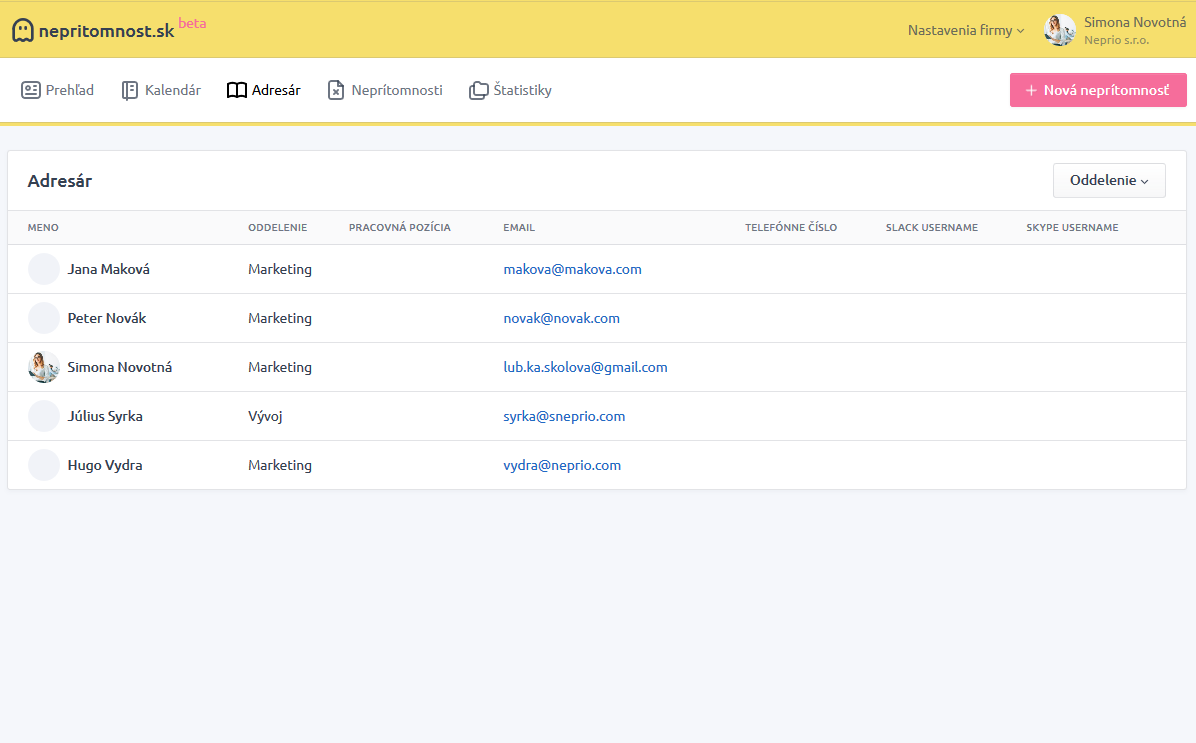 nepritomnost.sk beta
Nastavenia firmy
Simona Novotná
Neprio s.r.o.
Prehľad Kalendár Adresár Neprítomnosti Štatistiky
+ Nová neprítomnosť
Adresár
Oddelenie
MENO ODDELENIE PRACOVNÁ POZÍCIA EMAIL TELEFÓNNE ČÍSLO SLACK USERNAME SKYPE USERNAME
Jana Maková Marketing makova@makova.com
Peter Novák Marketing novak@novak.com
Simona Novotná Marketing lub.ka.skolova@gmail.com
Július Syrka Vývoj syrka@sneprio.com
Hugo Vydra Marketing vydra@neprio.com